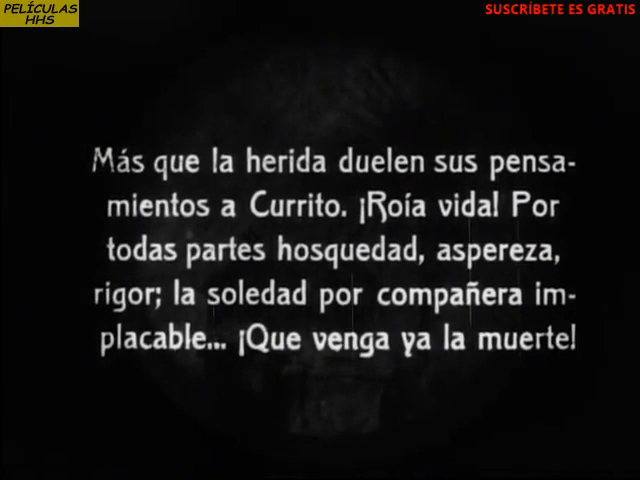 PELÍCULAS
HHS
SUSCRÍBETE ES GRATIS
Más que la herida duelen sus pensa-
mientos a Currito. ¡Roía vida! Por
todas partes hosquedad, aspereza,
rigor; la soledad por compañera im-
placable... ¡Que venga ya la muerte!